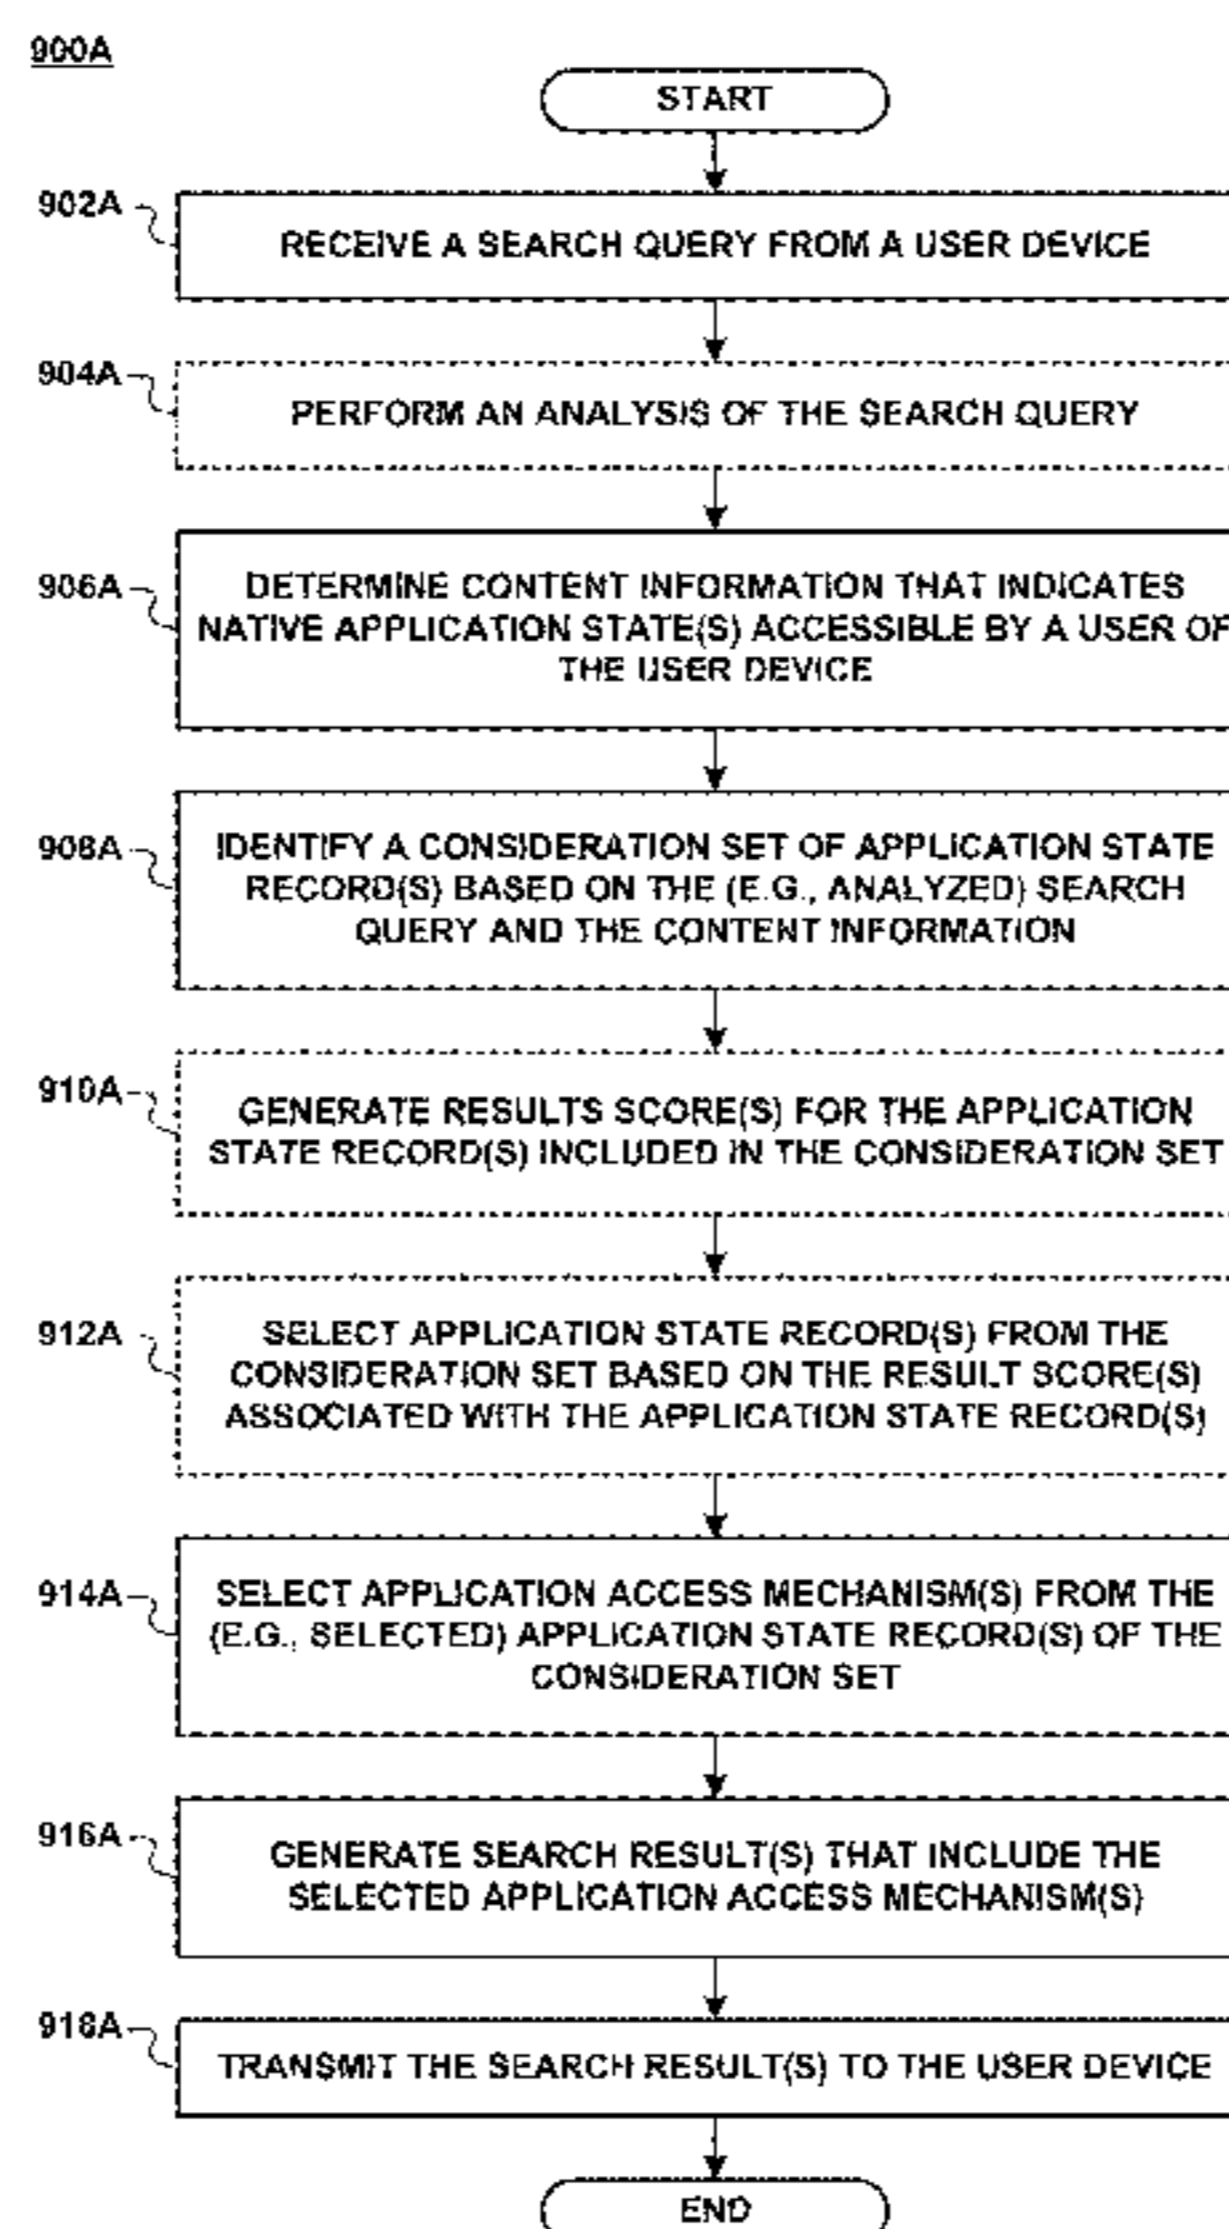 900A
START
902A
RECEIVE A SEARCH QUERY FROM A USER DEVICE
904A
PERFORM AN ANALYSIS OF THE SEARCH QUERY
906A
DETERMINE CONTENT INFORMATION THAT INDICATES
NATIVE APPLICATION STATE(S) ACCESSIBLE BY A USER OF
THE USER DEVICE
908A
IDENTIFY A CONSIDERATION SET OF APPLICATION STATE
RECORD(S) BASED ON THE (E.G., ANALYZED) SEARCH
QUERY AND THE CONTENT INFORMATION
910A
GENERATE RESULTS SCORE(S) FOR THE APPLICATION
STATE RECORD(S) INCLUDED IN THE CONSIDERATION SET
912A
SELECT APPLICATION STATE RECORD(S) FROM THE
CONSIDERATION SET BASED ON THE RESULT SCORE(S)
ASSOCIATED WITH THE APPLICATION STATE RECORD(S)
914A
SELECT APPLICATION ACCESS MECHANISM(S) FROM THE
(E.G., SELECTED) APPLICATION STATE RECORD(S) OF THE
CONSIDERATION SET
916A
GENERATE SEARCH RESULT(S) THAT INCLUDE THE
SELECTED APPLICATION ACCESS MECHANISM(S)
918A
TRANSMIT THE SEARCH RESULT(S) TO THE USER DEVICE
END